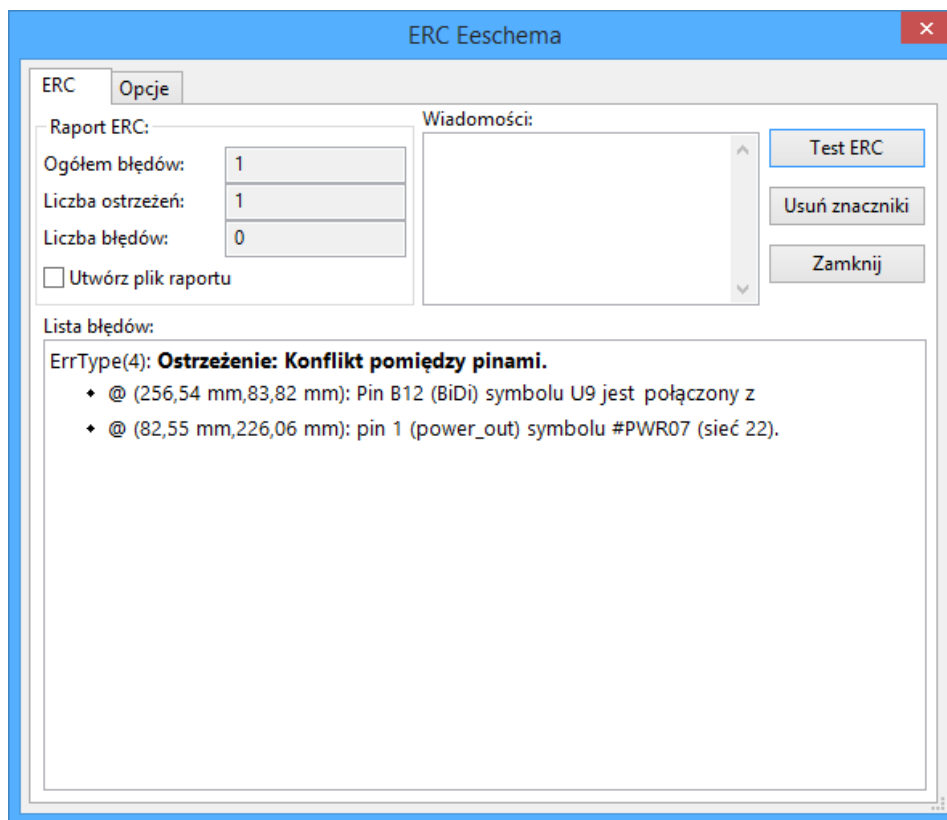 ERC Eeschema
ERC Opcje
Raport ERC:
Ogółem błędów: 1
Liczba ostrzeżeń: 1
Liczba błędów: 0
Utwórz plik raportu
Wiadomości:
Test ERC
Usuń znaczniki
Zamknij
Lista błędów:
ErrType(4): Ostrzeżenie: Konflikt pomiędzy pinami.
@ (256,54 mm,83,82 mm): Pin B12 (BiDi) symbolu U9 jest połączony z
@ (82,55 mm,226,06 mm): pin 1 (power_out) symbolu #PWR07 (sieć 22).